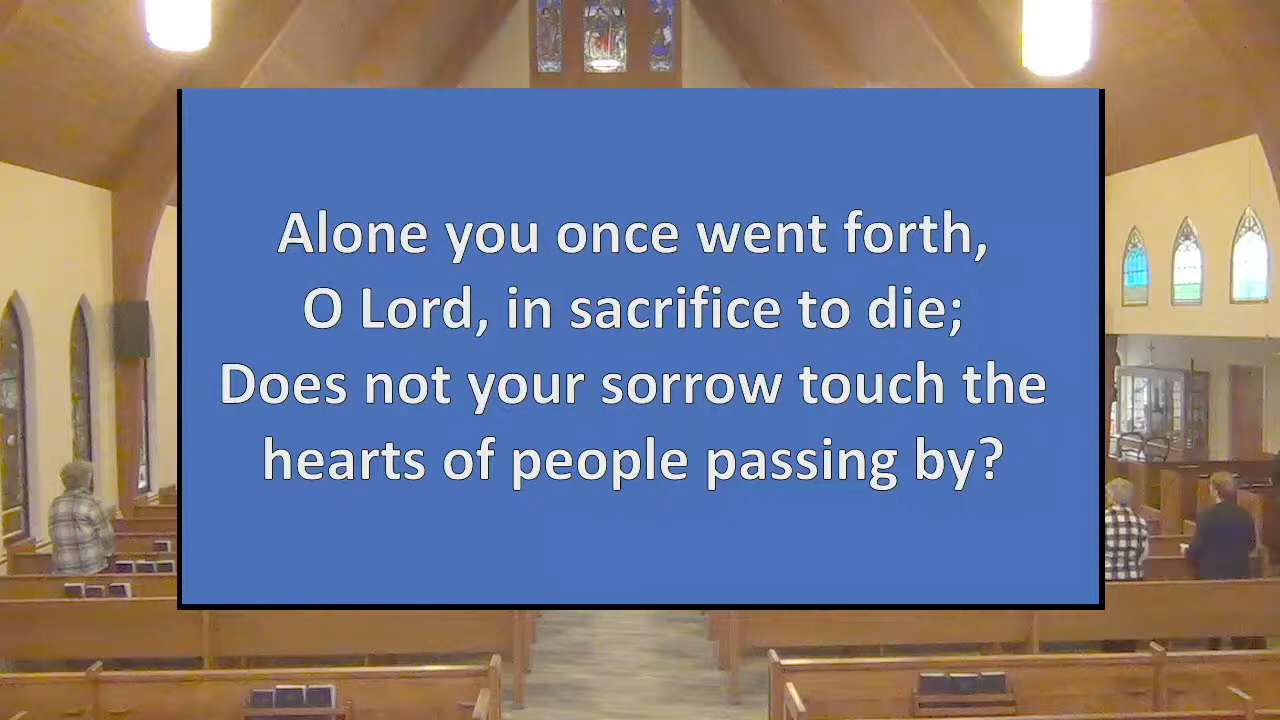 Alone you once went forth,
O Lord, in sacrifice to die;
Does not your sorrow touch the
hearts of people passing by?